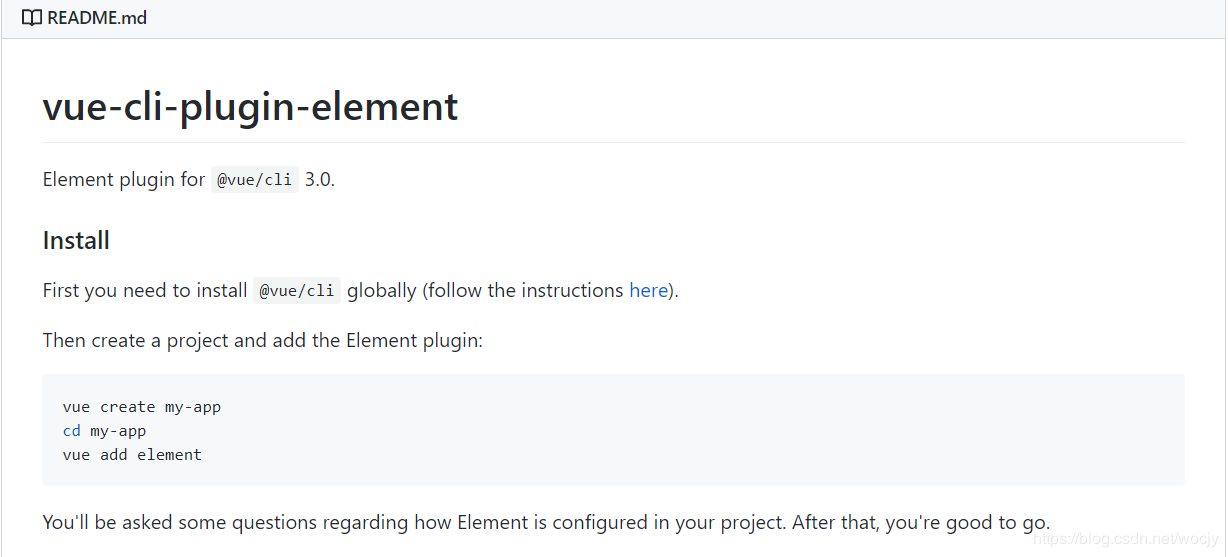 README.md
vue-cli-plugin-element
Element plugin for @vue/cli 3.0.
Install
First you need to install @vue/cli globally (follow the instructions here).
Then create a project and add the Element plugin:
vue create my-app
cd my-app
vue add element
You'll be asked some questions regarding how Element is configured in your project. After that, you're good to go.
https://blog.csdn.net/wocjy